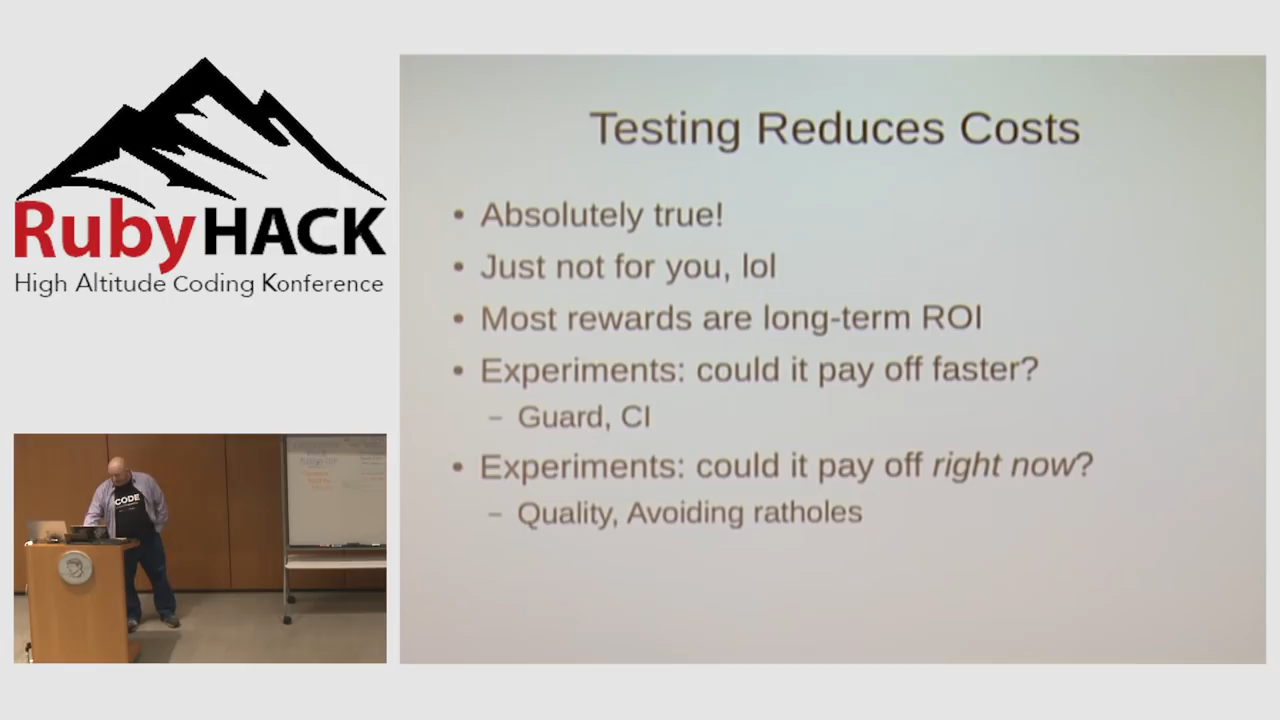 RubyHACK
High Altitude Coding Konference
Testing Reduces Costs
• Absolutely true!
• Just not for you, lol
• Most rewards are long-term ROI
• Experiments: could it pay off faster?
– Guard, CI
• Experiments: could it pay off right now?
– Quality, Avoiding ratholes
CODE